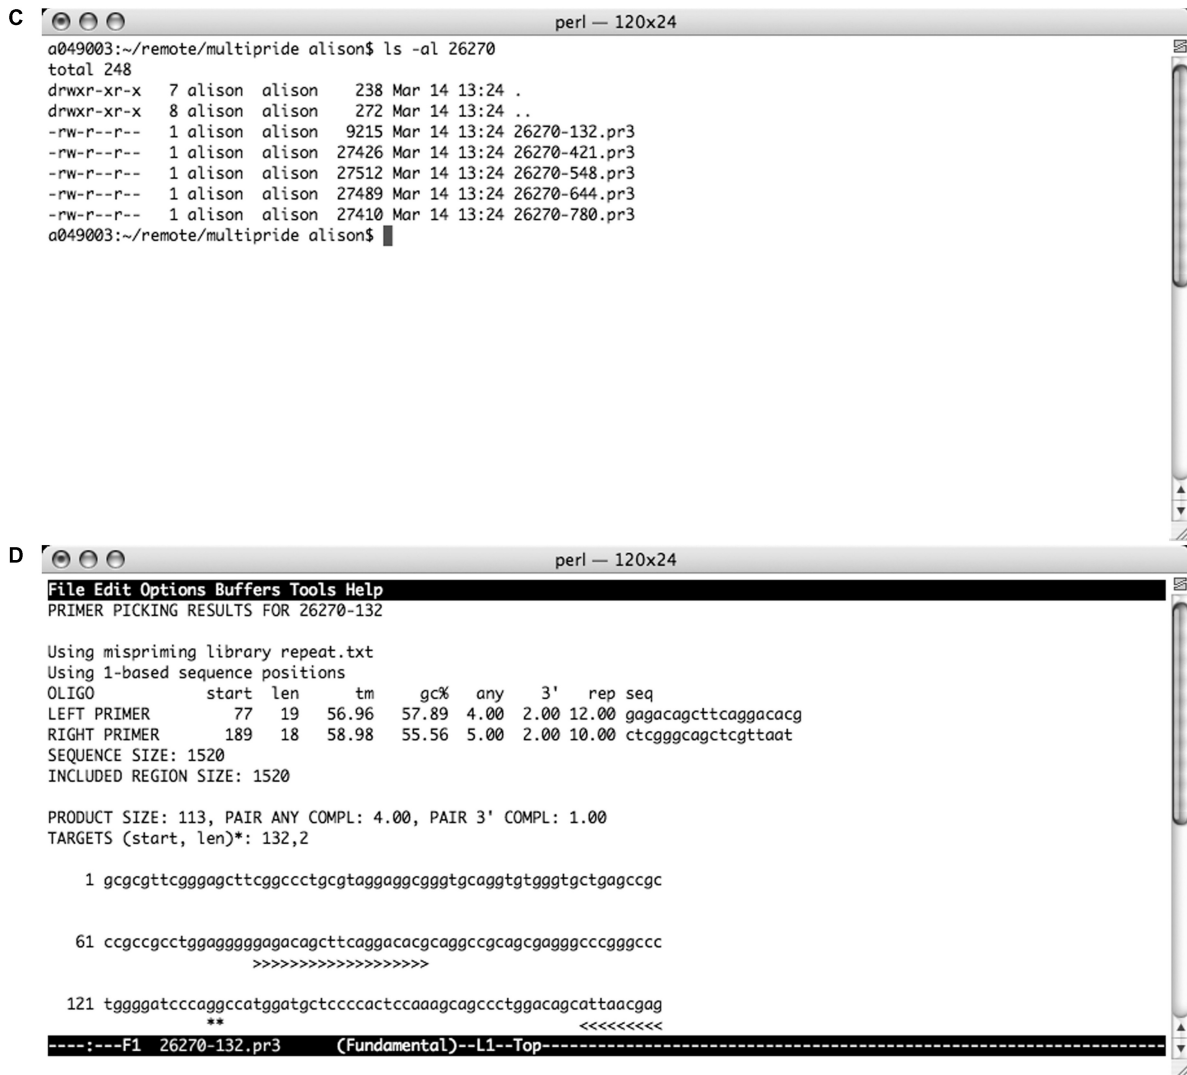 C
perl — 120x24
a049003:~/remote/multipride alison$ ls -al 26270
total 248
drwxr-xr-x   7 alison  alison    238 Mar 14 13:24 .
drwxr-xr-x   8 alison  alison    272 Mar 14 13:24 ..
-rw-r--r--   1 alison  alison   9215 Mar 14 13:24 26270-132.pr3
-rw-r--r--   1 alison  alison  27426 Mar 14 13:24 26270-421.pr3
-rw-r--r--   1 alison  alison  27512 Mar 14 13:24 26270-548.pr3
-rw-r--r--   1 alison  alison  27489 Mar 14 13:24 26270-644.pr3
-rw-r--r--   1 alison  alison  27410 Mar 14 13:24 26270-780.pr3
a049003:~/remote/multipride alison$
D
perl — 120x24
File Edit Options Buffers Tools Help
PRIMER PICKING RESULTS FOR 26270-132
Using mispriming library repeat.txt
Using 1-based sequence positions
OLIGO            start  len      tm     gc%   any    3'   rep seq
LEFT PRIMER         77   19   56.96   57.89  4.00  2.00 12.00 gagacagcttcaggacacg
RIGHT PRIMER       189   18   58.98   55.56  5.00  2.00 10.00 ctcgggcagctcgttaat
SEQUENCE SIZE: 1520
INCLUDED REGION SIZE: 1520
PRODUCT SIZE: 113, PAIR ANY COMPL: 4.00, PAIR 3' COMPL: 1.00
TARGETS (start, len)*: 132,2
1 gcgcgttcgggagcttcggccctgcgtaggaggcgggtgcaggtgtgggtgctgagccgc
61 ccgccgcctggagggggagacagcttcaggacacgcaggccgcagcgagggcccgggccc
>>>>>>>>>>>>>>>>>>>
121 tggggatcccaggccatggatgctccccactccaaagcagccctggacagcattaacgag
** <<<<<<<<<
----:---F1  26270-132.pr3      (Fundamental)--L1--Top-------------------------------------------------------------------